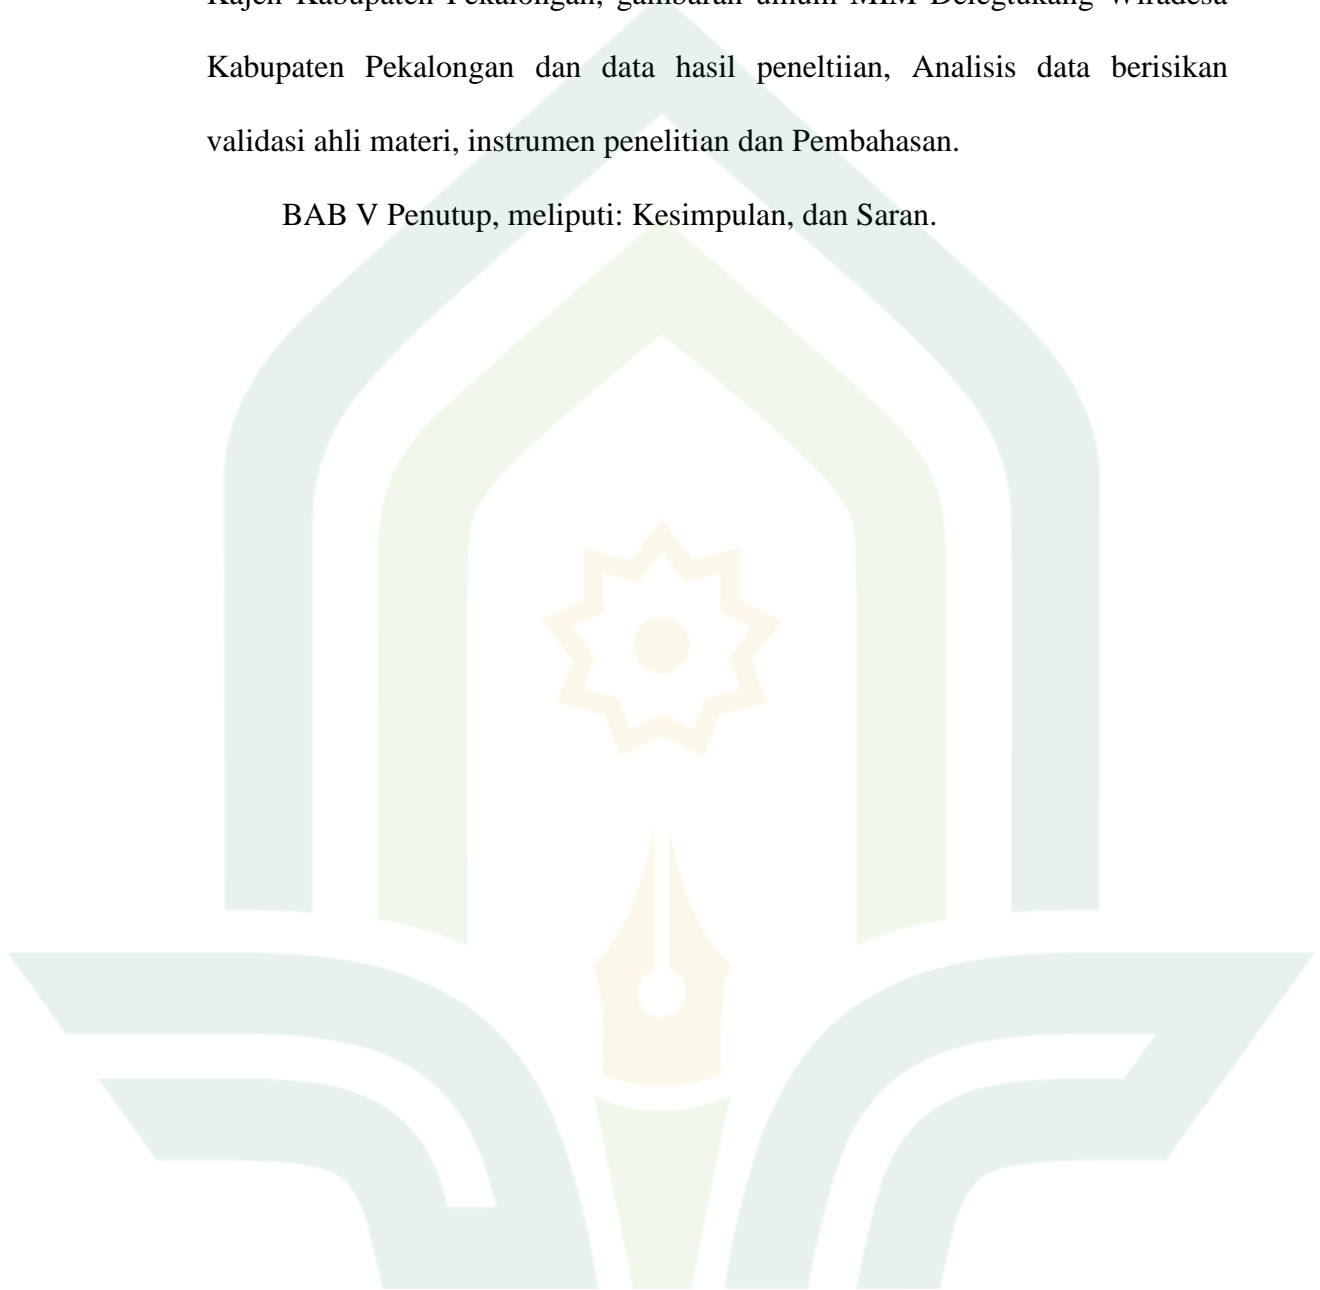 Kajen Kabupaten Pekalongan, gambaran umum MIM Delegtukang Wiradesa
Kabupaten Pekalongan dan data hasil peneltiian, Analisis data berisikan
validasi ahli materi, instrumen penelitian dan Pembahasan.
BAB V Penutup, meliputi: Kesimpulan, dan Saran.